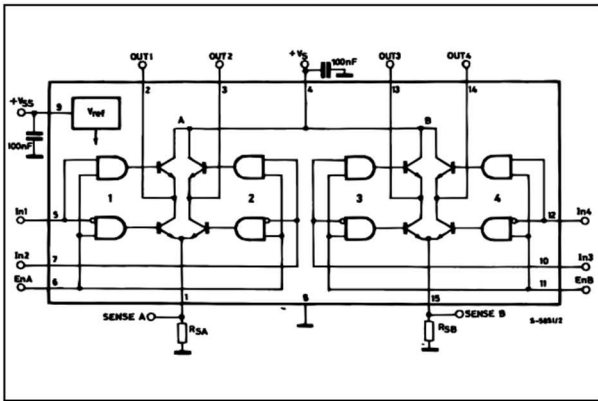 OUT1 OUT2 +VS 100nF OUT3 OUT4
2 3 4 13 14
+VSS 9 Vref A B
100nF
1 2 3 4
In1 5 12 In4
In2 7 10 In3
EnA 6 11 EnB
1 8 15
SENSE A RSA SENSE B RSB
S-5851/2